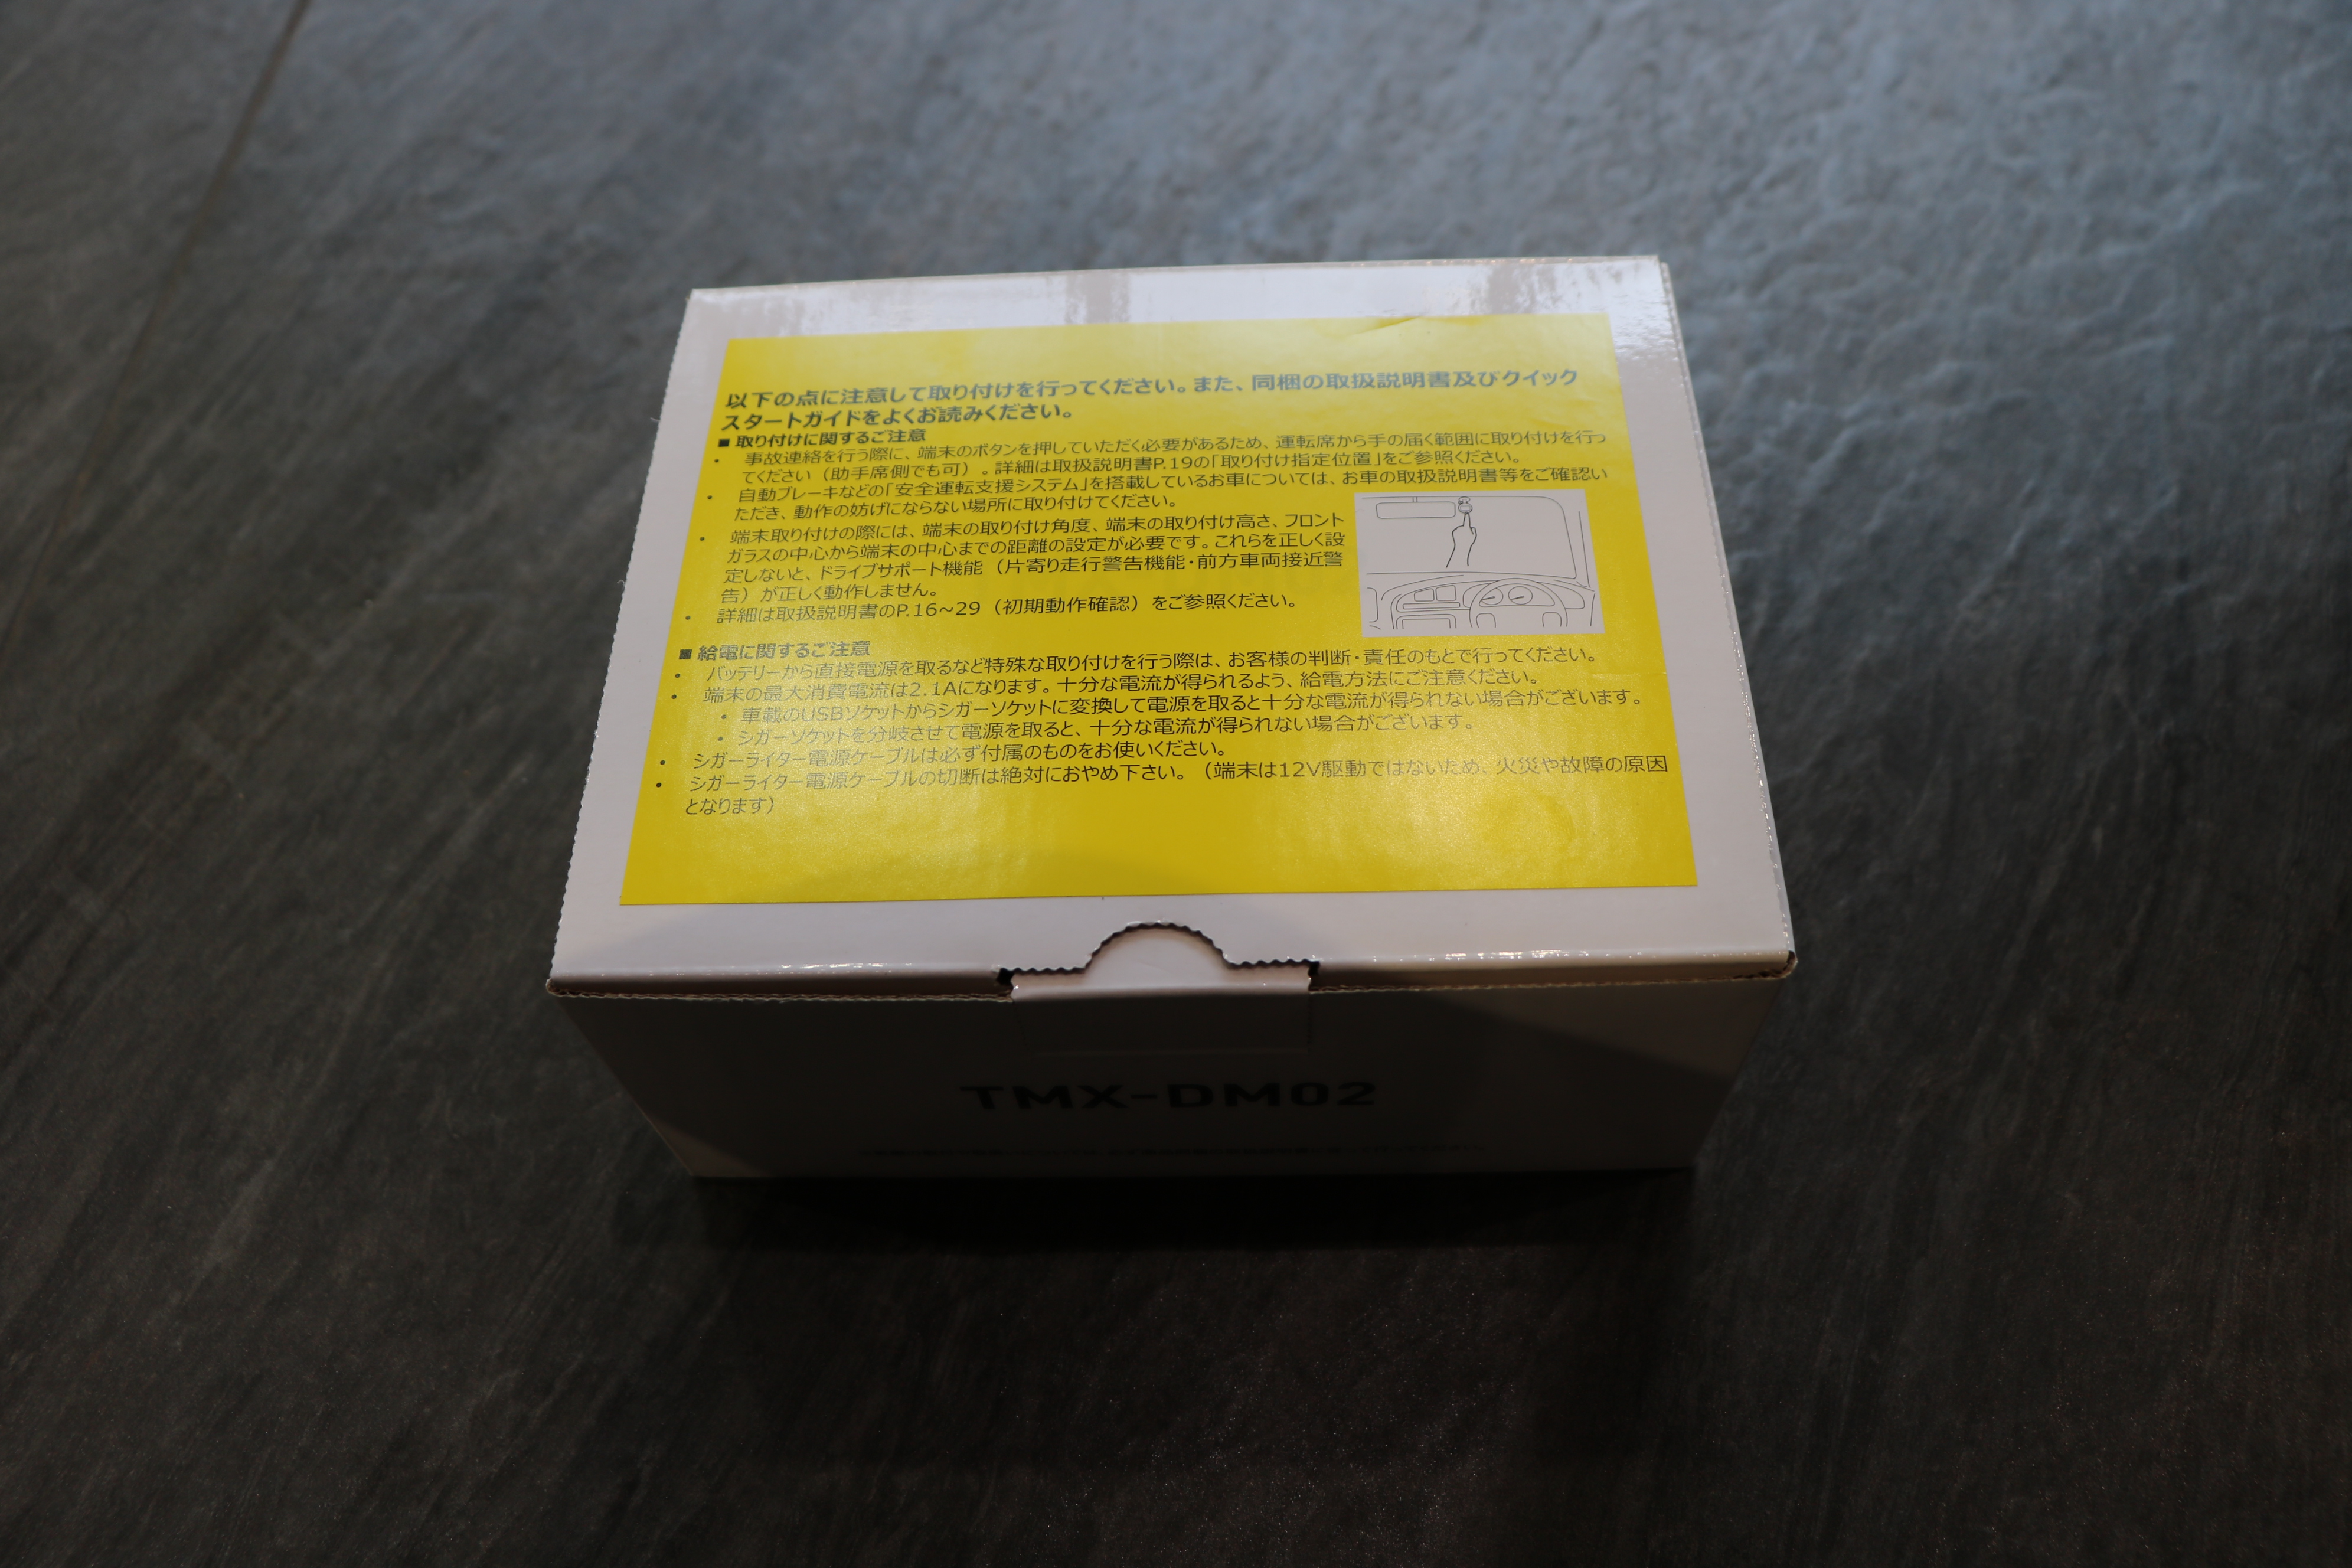 以下の点に注意して取り付けを行ってください。また、同梱の取扱説明書及びクイック
スタートガイドをよくお読みください。
■ 取り付けに関するご注意
• 事故連絡を行う際に、端末のボタンを押していただく必要があるため、運転席から手の届く範囲に取り付けを行っ
てください（助手席側でも可）。詳細は取扱説明書P.19の「取り付け指定位置」をご参照ください。
• 自動ブレーキなどの「安全運転支援システム」を搭載しているお車については、お車の取扱説明書等をご確認い
ただき、動作の妨げにならない場所に取り付けてください。
• 端末取り付けの際には、端末の取り付け角度、端末の取り付け高さ、フロント
ガラスの中心から端末の中心までの距離の設定が必要です。これらを正しく設
定しないと、ドライブサポート機能（片寄り走行警告機能・前方車両接近警
告）が正しく動作しません。
• 詳細は取扱説明書のP.16~29（初期動作確認）をご参照ください。
■ 給電に関するご注意
• バッテリーから直接電源を取るなど特殊な取り付けを行う際は、お客様の判断・責任のもとで行ってください。
• 端末の最大消費電流は2.1Aになります。十分な電流が得られるよう、給電方法にご注意ください。
• 車載のUSBソケットからシガーソケットに変換して電源を取ると十分な電流が得られない場合がございます。
• シガーソケットを分岐させて電源を取ると、十分な電流が得られない場合がございます。
• シガーライター電源ケーブルは必ず付属のものをお使いください。
• シガーライター電源ケーブルの切断は絶対におやめ下さい。（端末は12V駆動ではないため、火災や故障の原因
となります）
TMX-DM02